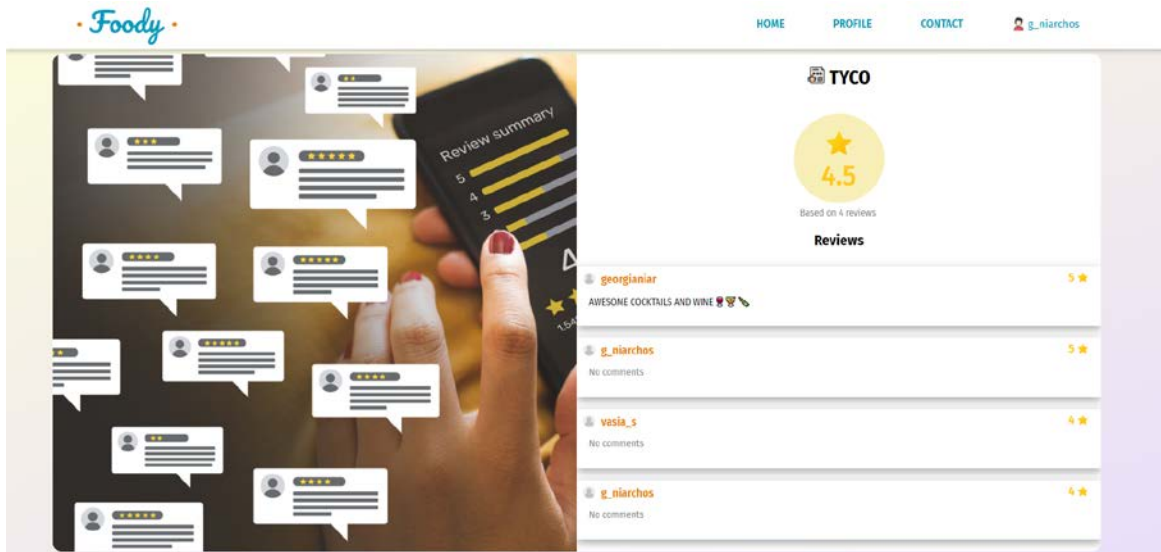 Foody
HOME PROFILE CONTACT g_niarchos
TYCO
4.5
Based on 4 reviews
Reviews
georgianiar 5
AWESOME COCKTAILS AND WINE 🍷🍹🍾
g_niarchos 5
No comments
vasia_s 4
No comments
g_niarchos 4
No comments
Review summary
5
4
3